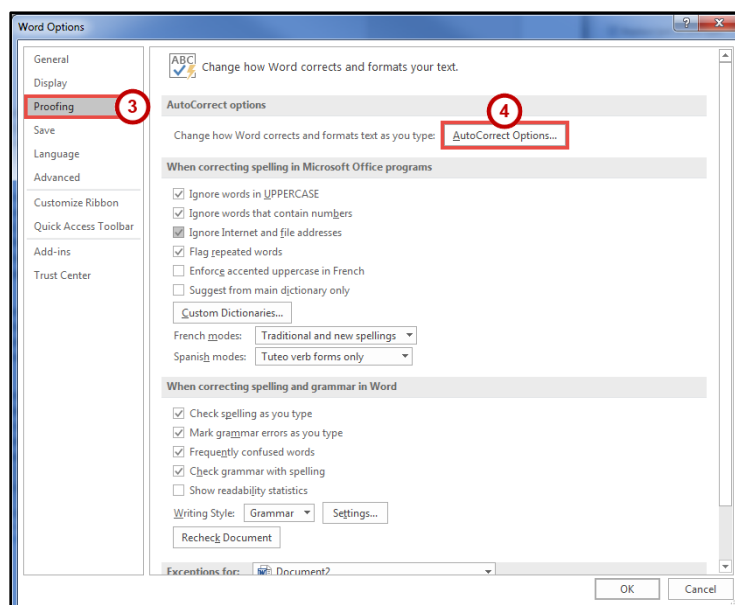 Word Options
General
Display
Proofing
3
Save
Language
Advanced
Customize Ribbon
Quick Access Toolbar
Add-ins
Trust Center
ABC
Change how Word corrects and formats your text.
AutoCorrect options
4
Change how Word corrects and formats text as you type: AutoCorrect Options...
When correcting spelling in Microsoft Office programs
Ignore words in UPPERCASE
Ignore words that contain numbers
Ignore Internet and file addresses
Flag repeated words
Enforce accented uppercase in French
Suggest from main dictionary only
Custom Dictionaries...
French modes: Traditional and new spellings
Spanish modes: Tuteo verb forms only
When correcting spelling and grammar in Word
Check spelling as you type
Mark grammar errors as you type
Frequently confused words
Check grammar with spelling
Show readability statistics
Writing Style: Grammar Settings...
Recheck Document
Exceptions for: Document2
OK Cancel